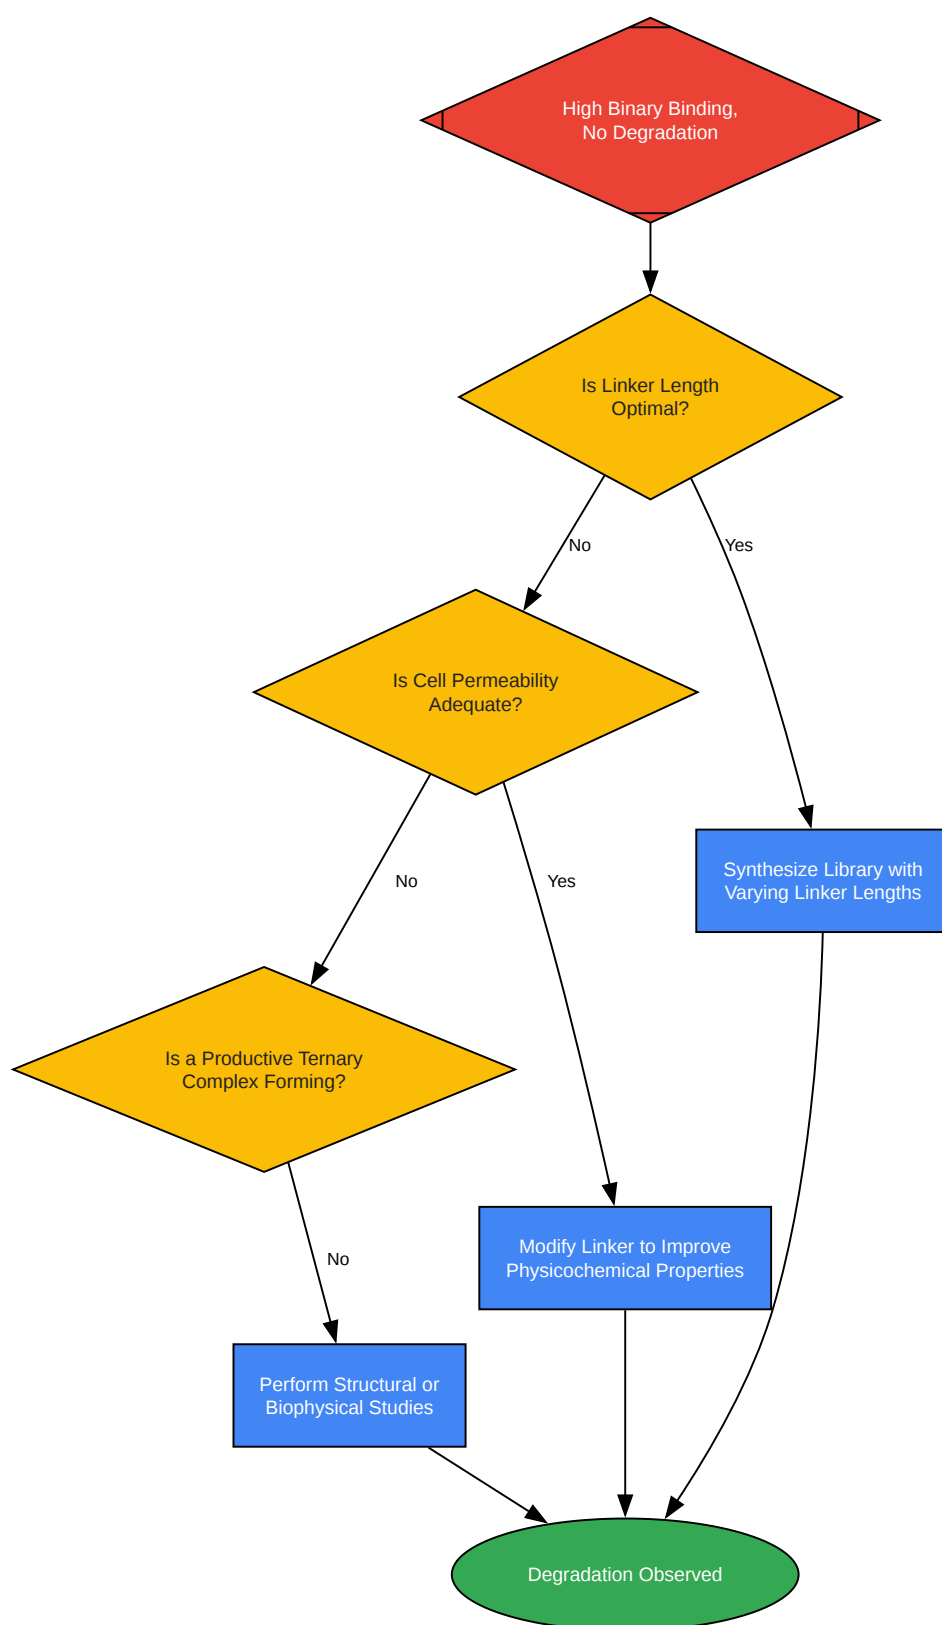 High Binary Binding,
No Degradation
Is Linker Length
Optimal?
No
Yes
Is Cell Permeability
Adequate?
Synthesize Library with
Varying Linker Lengths
No
Yes
Is a Productive Ternary
Complex Forming?
No
Modify Linker to Improve
Physicochemical Properties
Perform Structural or
Biophysical Studies
Degradation Observed